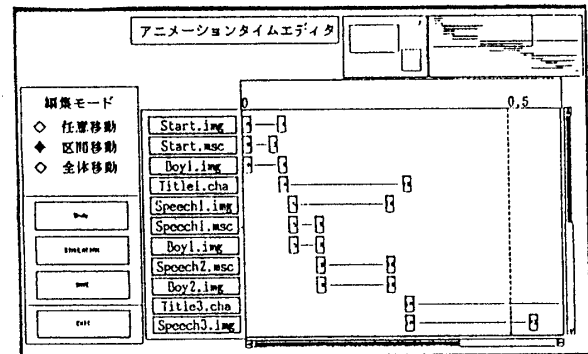 アニメーションタイムエディタ
編集モード
◇ 任意移動
◆ 区間移動
◇ 全体移動
0
0,5
Start.img
Start.msc
Boy1.img
Title1.cha
Speech1.img
Speech1.msc
Boy1.img
Speech2.msc
Boy2.img
Title3.cha
Speech3.img
Exit